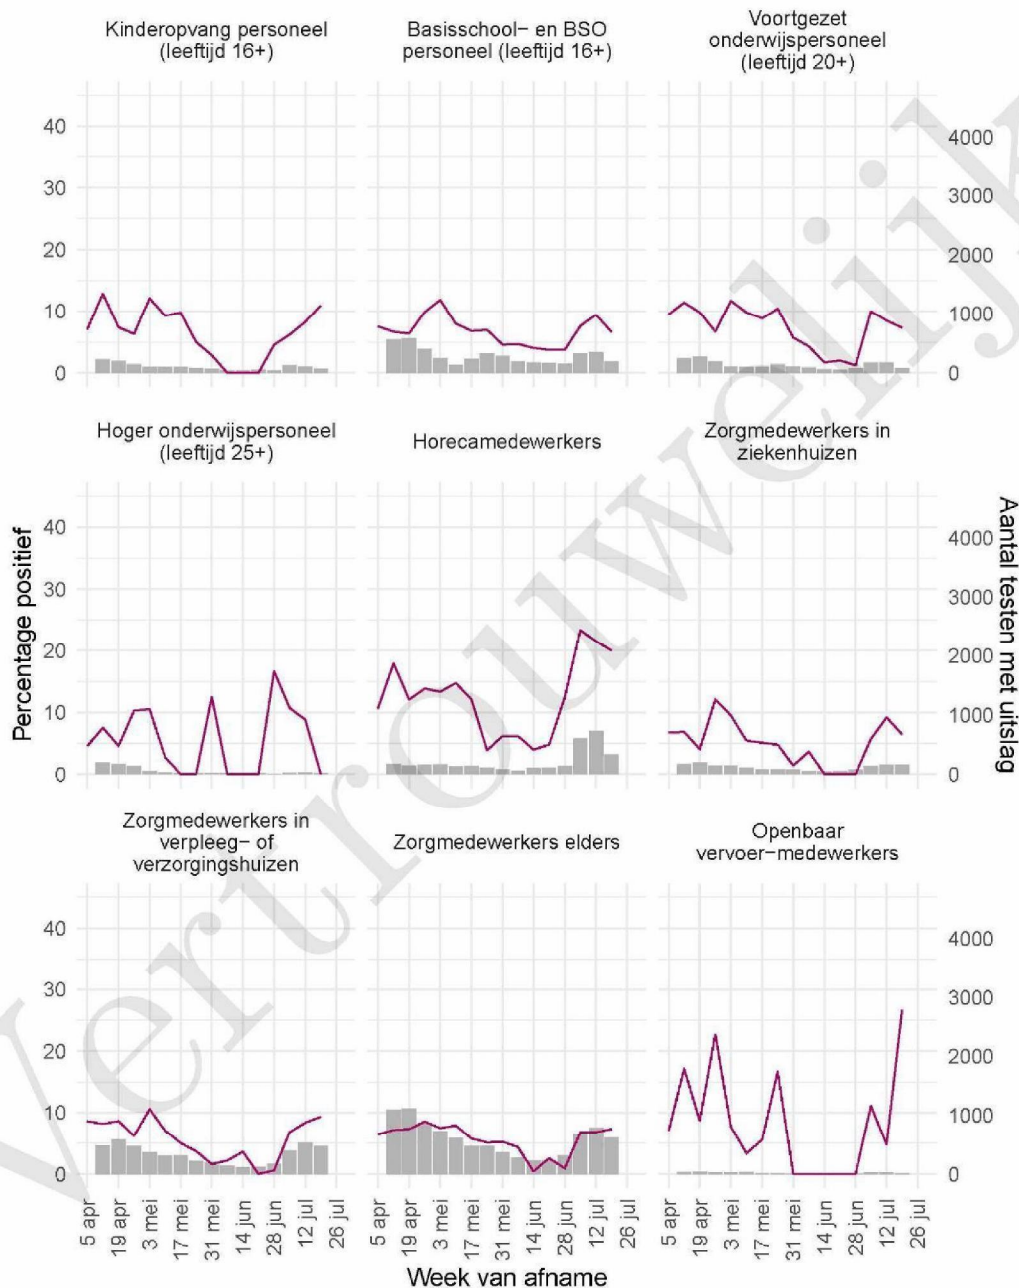 Kinderopvang personeel
(leeftijd 16+)
Basisschool− en BSO
personeel (leeftijd 16+)
Voortgezet
onderwijspersoneel
(leeftijd 20+)
40
30
20
10
0
4000
3000
2000
1000
0
Hoger onderwijspersoneel
(leeftijd 25+)
Horecamedewerkers
Zorgmedewerkers in
ziekenhuizen
40
30
20
10
0
4000
3000
2000
1000
0
Percentage positief
Aantal testen met uitslag
Zorgmedewerkers in
verpleeg− of
verzorgingshuizen
Zorgmedewerkers elders
Openbaar
vervoer−medewerkers
40
30
20
10
0
4000
3000
2000
1000
0
5 apr
19 apr
3 mei
17 mei
31 mei
14 jun
28 jun
12 jul
26 jul
5 apr
19 apr
3 mei
17 mei
31 mei
14 jun
28 jun
12 jul
26 jul
5 apr
19 apr
3 mei
17 mei
31 mei
14 jun
28 jun
12 jul
26 jul
Week van afname
Vertrouwelijk